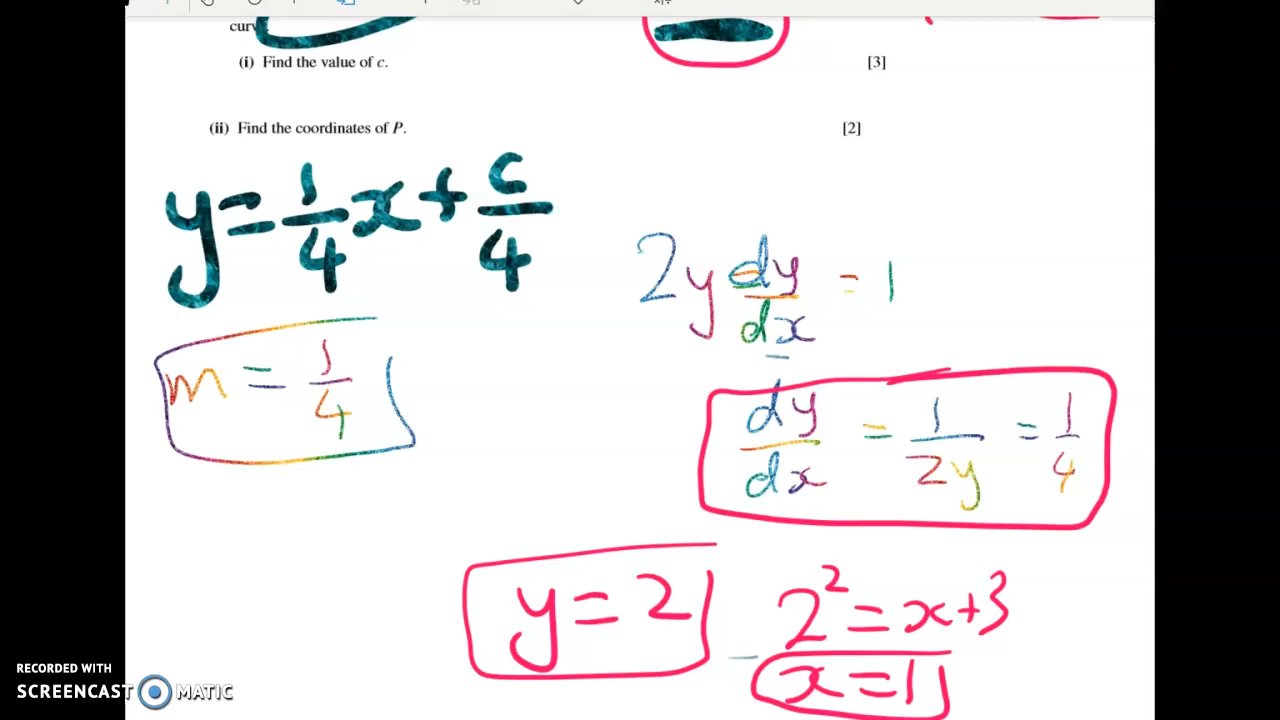 curv
(i) Find the value of c. [3]
(ii) Find the coordinates of P. [2]
y = 1/4 x + c/4
2y dy/dx = 1
m = 1/4
dy/dx = 1/2y = 1/4
y = 2
2² = x + 3
x = 1
RECORDED WITH
SCREENCAST MATIC